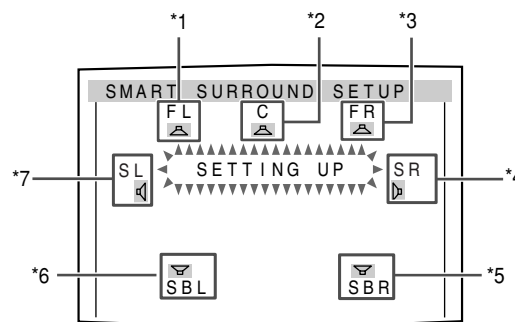 *1 *2 *3
SMART SURROUND SETUP
FL C FR
SL SETTING UP SR
*7 *4
*6 SBL SBR *5